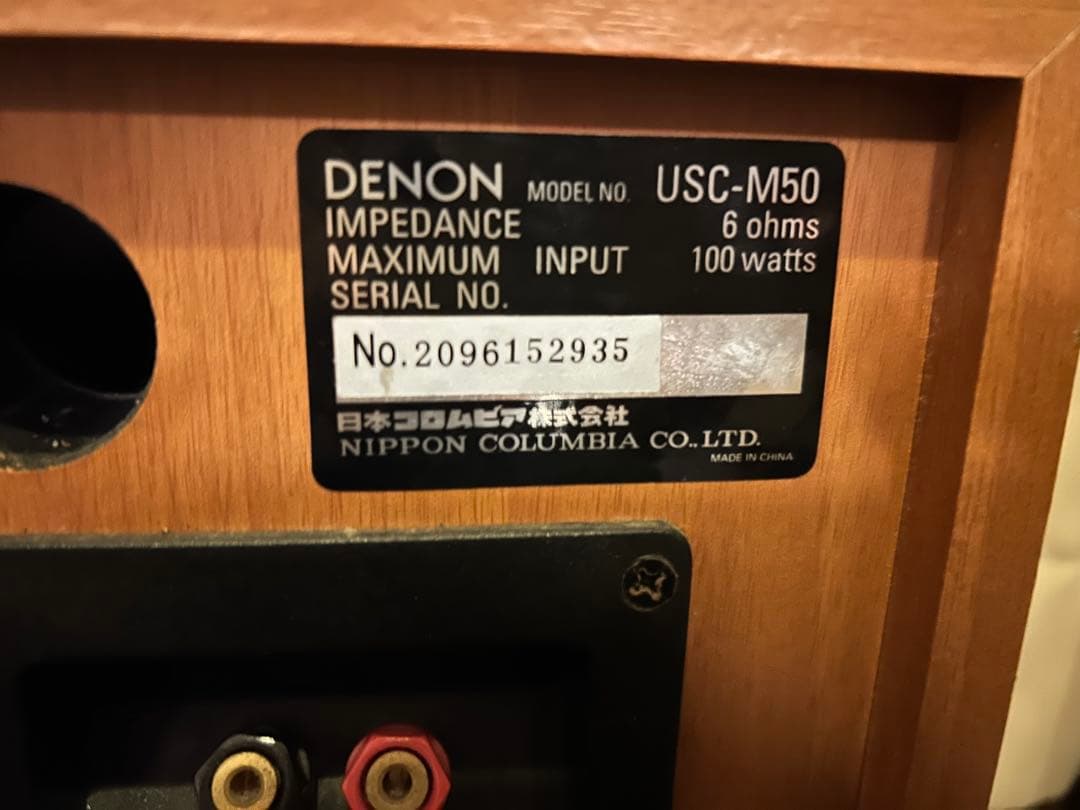 DENON MODEL NO. USC-M50
IMPEDANCE 6 ohms
MAXIMUM INPUT 100 watts
SERIAL NO.
No.2096152935
日本コロムビア株式会社
NIPPON COLUMBIA CO.,LTD.
MADE IN CHINA